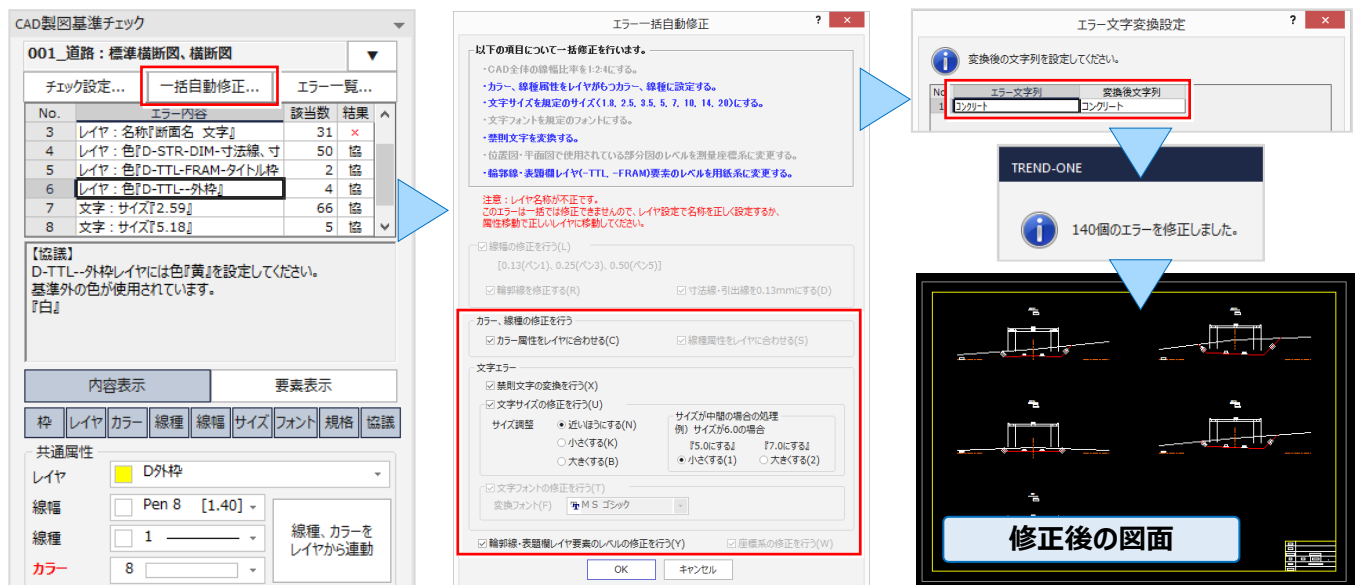 CAD製図基準チェック
001_道路：標準横断図、横断図
チェック設定...
一括自動修正...
エラー一覧...
No.
エラー内容
該当数
結果
3 レイヤ：名称『断面名 文字』 31 ×
4 レイヤ：色『D-STR-DIM-寸法線、寸 50 協
5 レイヤ：色『D-TTL-FRAM-タイトル枠 2 協
6 レイヤ：色『D-TTL--外枠』 4 協
7 文字：サイズ『2.59』 66 協
8 文字：サイズ『5.18』 5 協
【協議】
D-TTL--外枠レイヤには色『黄』を設定してください。
基準外の色が使用されています。
『白』
内容表示
要素表示
枠 レイヤ カラー 線種 線幅 サイズ フォント 規格 協議
共通属性
レイヤ D外枠
線幅 Pen 8 [1.40]
線種 1
カラー 8
線種、カラーを
レイヤから連動
エラー一括自動修正
? ×
以下の項目について一括修正を行います。
・CAD全体の線幅比率を1:2:4にする。
・カラー、線種属性をレイヤがもつカラー、線種に設定する。
・文字サイズを規定のサイズ(1.8, 2.5, 3.5, 5, 7, 10, 14, 20)にする。
・文字フォントを規定のフォントにする。
・禁則文字を変換する。
・位置図・平面図で使用されている部分図のレベルを測量座標系に変更する。
・輪郭線・表題欄レイヤ(-TTL, -FRAM)要素のレベルを用紙系に変更する。
注意：レイヤ名称が不正です。
このエラーは一括では修正できませんので、レイヤ設定で名称を正しく設定するか、
属性移動で正しいレイヤに移動してください。
線幅の修正を行う(L)
[0.13(ペン1)、0.25(ペン3)、0.50(ペン5)]
輪郭線を修正する(R)
寸法線・引出線を0.13mmにする(D)
カラー、線種の修正を行う
カラー属性をレイヤに合わせる(C)
線種属性をレイヤに合わせる(S)
文字エラー
禁則文字の変換を行う(X)
文字サイズの修正を行う(U)
サイズ調整
近いほうにする(N)
小さくする(K)
大きくする(B)
サイズが中間の場合の処理
例）サイズが6.0の場合
『5.0にする』 『7.0にする』
小さくする(1) 大きくする(2)
文字フォントの修正を行う(T)
変換フォント(F) ＭＳ ゴシック
輪郭線・表題欄レイヤ要素のレベルの修正を行う(Y)
座標系の修正を行う(W)
OK
キャンセル
エラー文字変換設定
? ×
変換後の文字列を設定してください。
No
エラー文字列
変換後文字列
1 ｺﾝｸﾘｰﾄ コンクリート
TREND-ONE
140個のエラーを修正しました。
修正後の図面